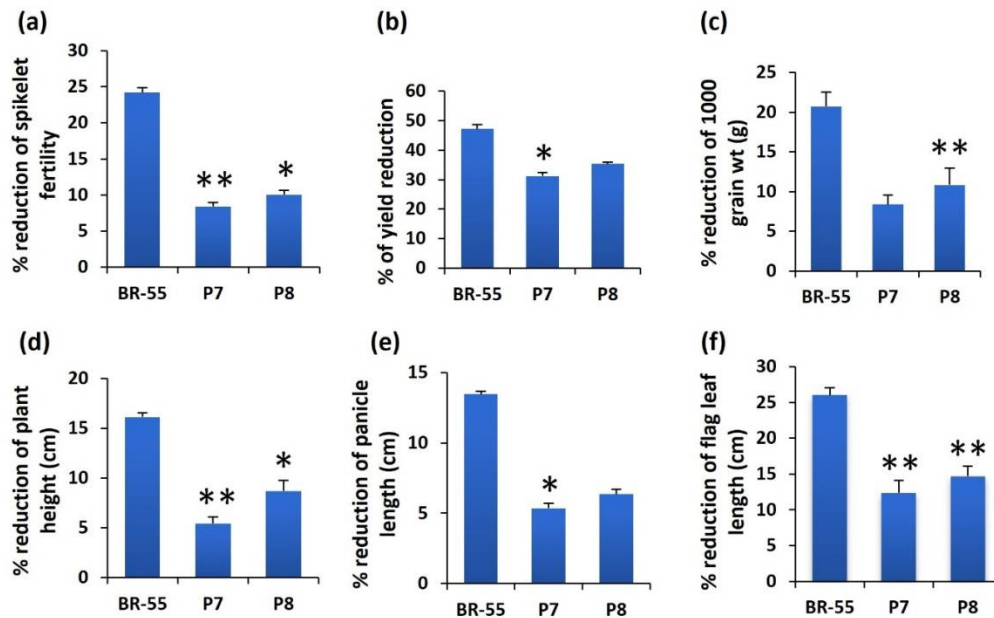 (a)
% reduction of spikelet
fertility
30
25
20
15
10
5
0
**
*
BR-55 P7 P8
(b)
% of yield reduction
60
50
40
30
20
10
0
*
BR-55 P7 P8
(c)
% reduction of 1000
grain wt (g)
25
20
15
10
5
0
**
BR-55 P7 P8
(d)
% reduction of plant
height (cm)
20
15
10
5
0
**
*
BR-55 P7 P8
(e)
% reduction of panicle
length (cm)
15
10
5
0
*
BR-55 P7 P8
(f)
% reduction of flag leaf
length (cm)
30
25
20
15
10
5
0
**
**
BR-55 P7 P8